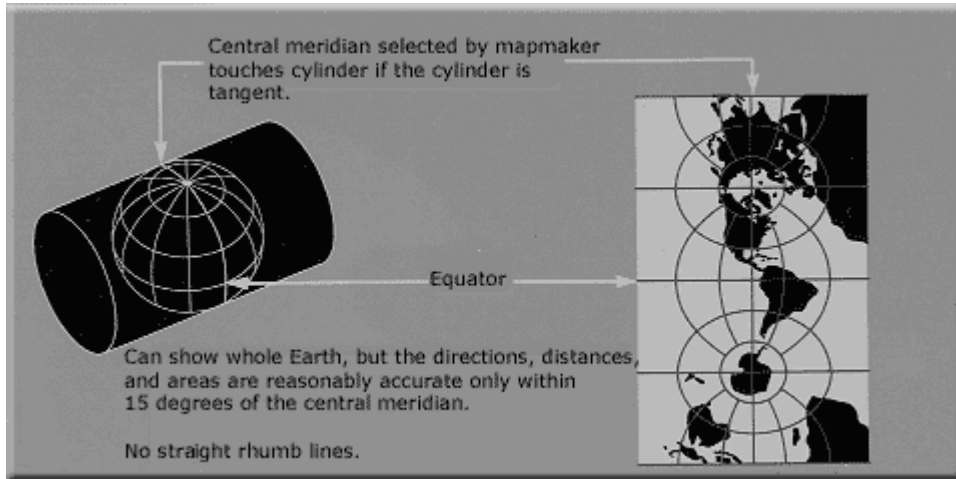 Central meridian selected by mapmaker
touches cylinder if the cylinder is
tangent.
Equator
Can show whole Earth, but the directions, distances,
and areas are reasonably accurate only within
15 degrees of the central meridian.
No straight rhumb lines.